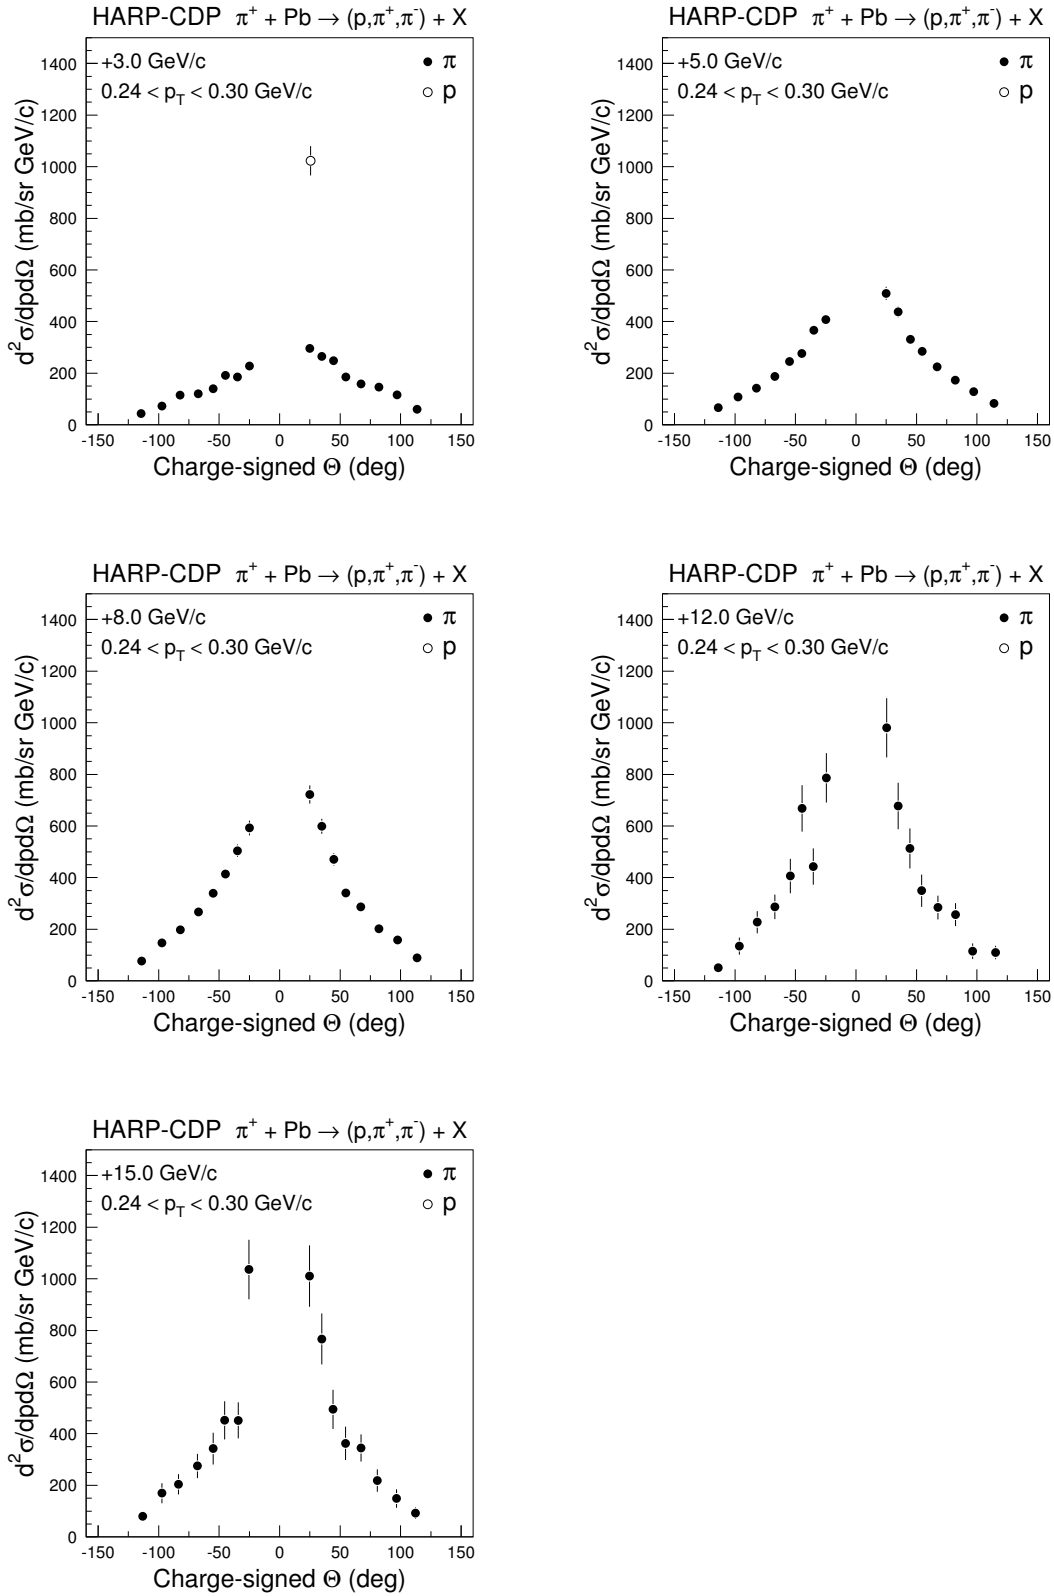 HARP-CDP π⁺ + Pb → (p,π⁺,π⁻) + X
+3.0 GeV/c
π
0.24 < p_T < 0.30 GeV/c
p
1400
1200
1000
800
600
400
200
0
d²σ/dpdΩ (mb/sr GeV/c)
-150 -100 -50 0 50 100 150
Charge-signed Θ (deg)
HARP-CDP π⁺ + Pb → (p,π⁺,π⁻) + X
+5.0 GeV/c
π
0.24 < p_T < 0.30 GeV/c
p
1400
1200
1000
800
600
400
200
0
d²σ/dpdΩ (mb/sr GeV/c)
-150 -100 -50 0 50 100 150
Charge-signed Θ (deg)
HARP-CDP π⁺ + Pb → (p,π⁺,π⁻) + X
+8.0 GeV/c
π
0.24 < p_T < 0.30 GeV/c
p
1400
1200
1000
800
600
400
200
0
d²σ/dpdΩ (mb/sr GeV/c)
-150 -100 -50 0 50 100 150
Charge-signed Θ (deg)
HARP-CDP π⁺ + Pb → (p,π⁺,π⁻) + X
+12.0 GeV/c
π
0.24 < p_T < 0.30 GeV/c
p
1400
1200
1000
800
600
400
200
0
d²σ/dpdΩ (mb/sr GeV/c)
-150 -100 -50 0 50 100 150
Charge-signed Θ (deg)
HARP-CDP π⁺ + Pb → (p,π⁺,π⁻) + X
+15.0 GeV/c
π
0.24 < p_T < 0.30 GeV/c
p
1400
1200
1000
800
600
400
200
0
d²σ/dpdΩ (mb/sr GeV/c)
-150 -100 -50 0 50 100 150
Charge-signed Θ (deg)